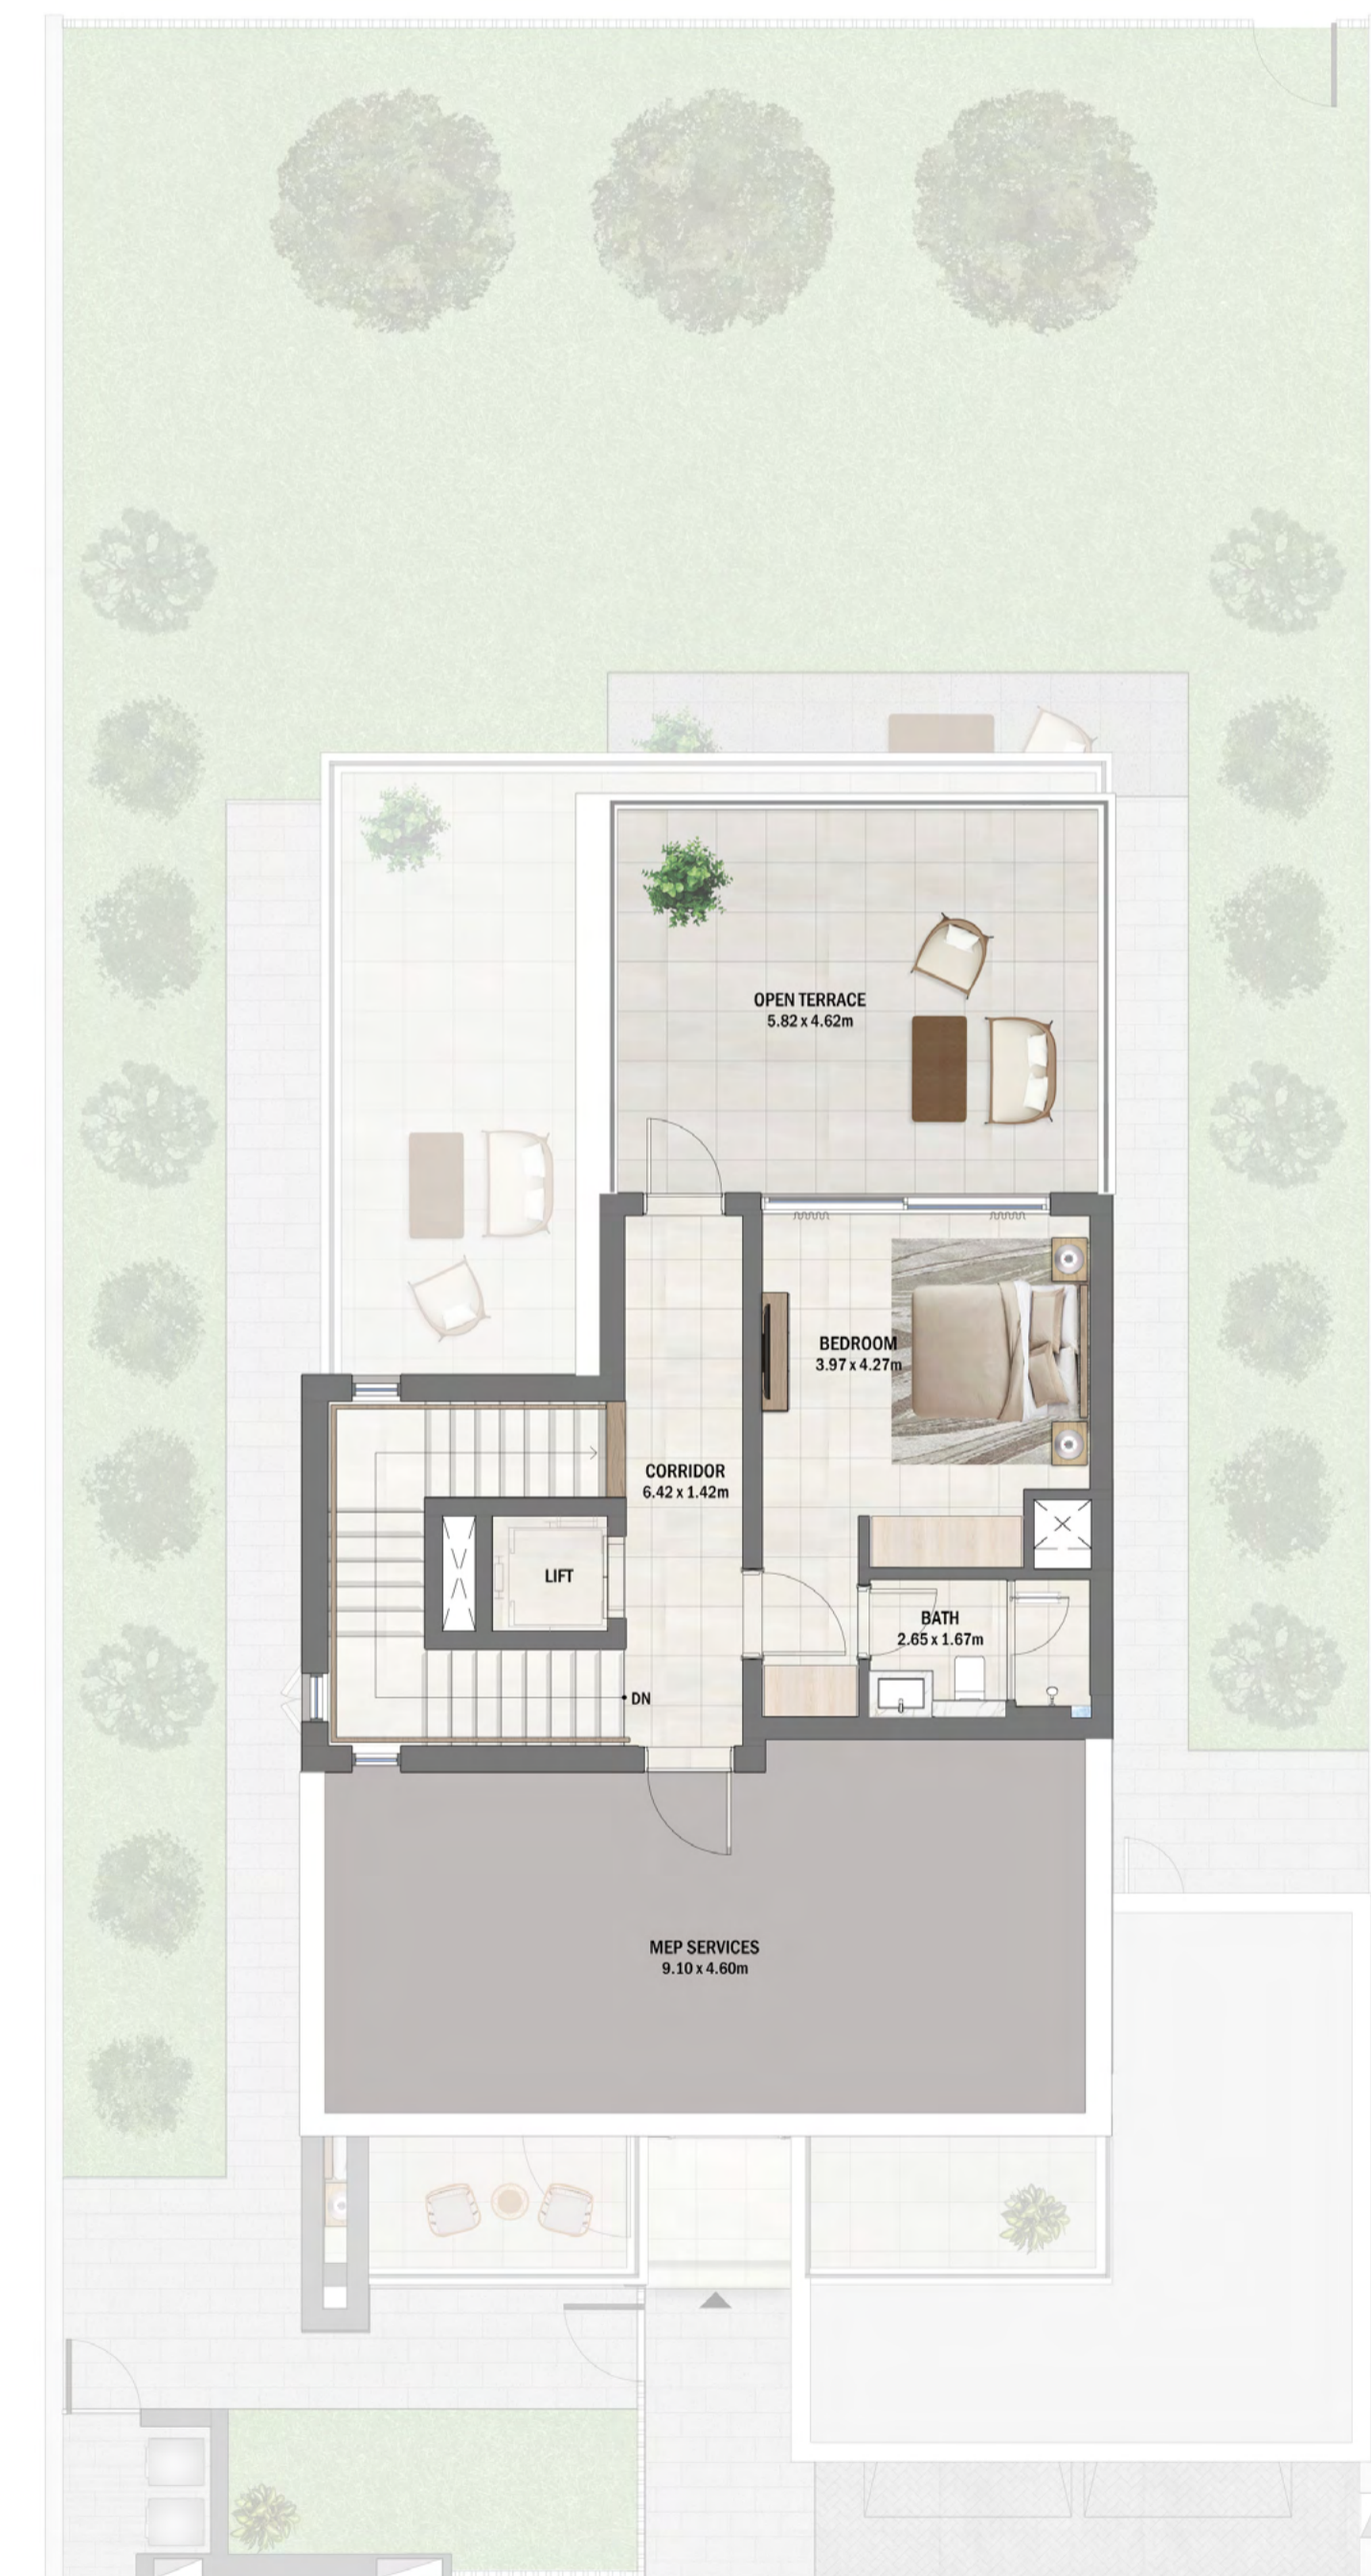 OPEN TERRACE
5.82 x 4.62m
BEDROOM
3.97 x 4.27m
CORRIDOR
6.42 x 1.42m
LIFT
BATH
2.65 x 1.67m
DN
MEP SERVICES
9.10 x 4.60m